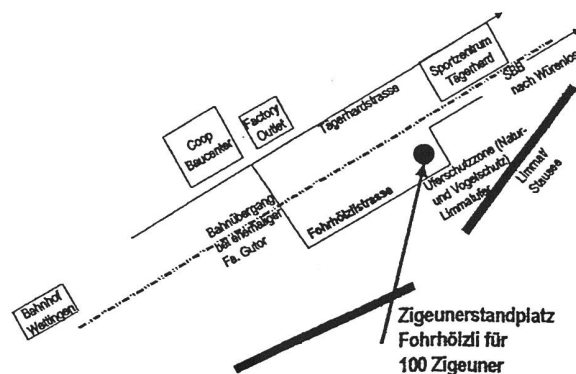 Sportzentrum
Tägerhard
SBB
nach Würenlos
Factory
Outlet
Tägerhardstrasse
Coop
Baucenter
Uferschutzzone (Natur-
und Vogelschutz)
Limmatufer
Limmat/
Stausee
Bahnübergang
bei ehemaliger
Fa. Gutor
Fohrhölzlistrasse
Bahnhof
Wettingen
Zigeunerstandplatz
Fohrhölzli für
100 Zigeuner